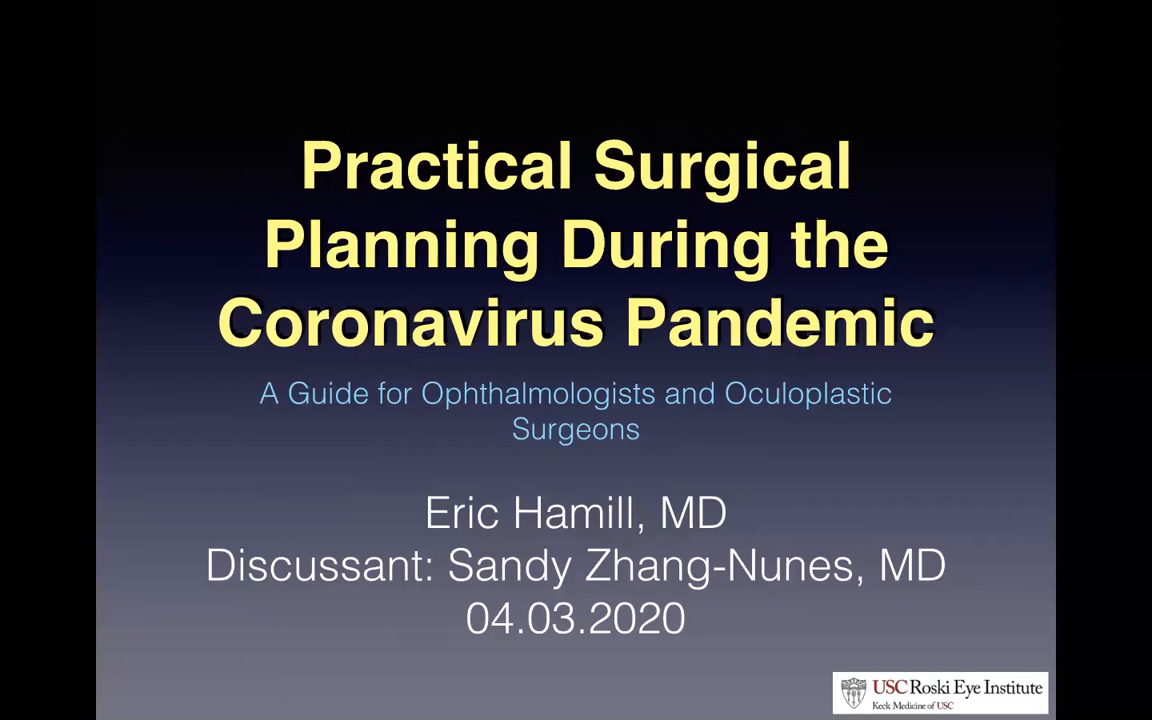 Practical Surgical
Planning During the
Coronavirus Pandemic
A Guide for Ophthalmologists and Oculoplastic
Surgeons
Eric Hamill, MD
Discussant: Sandy Zhang-Nunes, MD
04.03.2020
USC Roski Eye Institute
Keck Medicine of USC